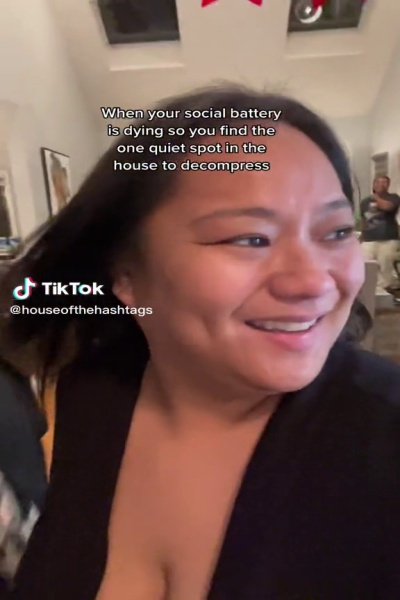 When your social battery
is dying so you find the
one quiet spot in the
house to decompress
TikTok
@houseofthehashtags